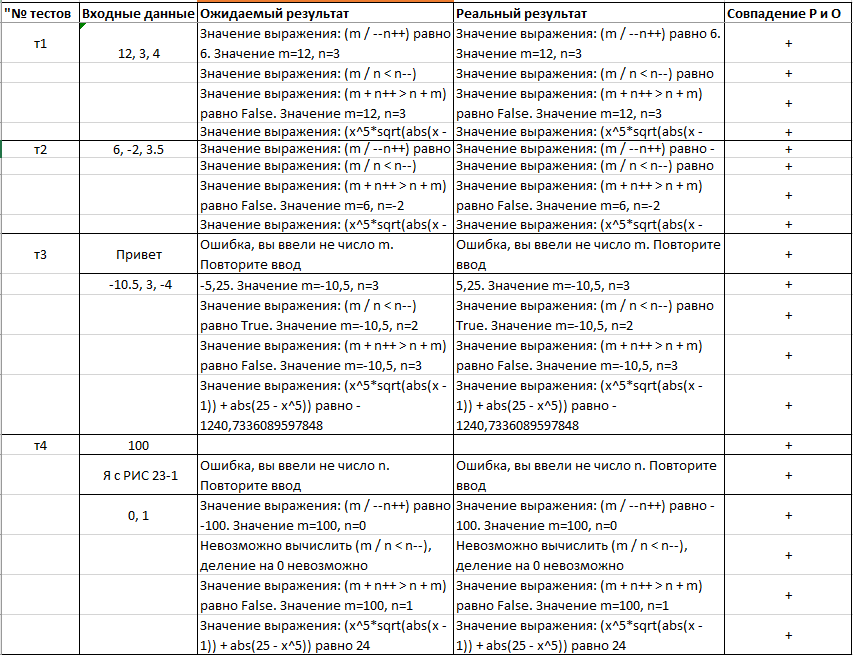 "№ тестов Входные данные Ожидаемый результат Реальный результат Совпадение Р и О
т1 12, 3, 4
Значение выражения: (m / --n++) равно
6. Значение m=12, n=3
Значение выражения: (m / --n++) равно 6.
Значение m=12, n=3
+
Значение выражения: (m / n < n--)
Значение выражения: (m / n < n--) равно
+
Значение выражения: (m + n++ > n + m)
равно False. Значение m=12, n=3
Значение выражения: (m + n++ > n + m)
равно False. Значение m=12, n=3
+
Значение выражения: (x^5*sqrt(abs(x -
Значение выражения: (x^5*sqrt(abs(x -
+
т2 6, -2, 3.5
Значение выражения: (m / --n++) равно
Значение выражения: (m / --n++) равно -
+
Значение выражения: (m / n < n--)
Значение выражения: (m / n < n--) равно
+
Значение выражения: (m + n++ > n + m)
равно False. Значение m=6, n=-2
Значение выражения: (m + n++ > n + m)
равно False. Значение m=6, n=-2
+
Значение выражения: (x^5*sqrt(abs(x -
Значение выражения: (x^5*sqrt(abs(x -
+
т3 Привет
Ошибка, вы ввели не число m.
Повторите ввод
Ошибка, вы ввели не число m. Повторите
ввод
+
-10.5, 3, -4
-5,25. Значение m=-10,5, n=3
5,25. Значение m=-10,5, n=3
+
Значение выражения: (m / n < n--)
равно True. Значение m=-10,5, n=2
Значение выражения: (m / n < n--) равно
True. Значение m=-10,5, n=2
+
Значение выражения: (m + n++ > n + m)
равно False. Значение m=-10,5, n=3
Значение выражения: (m + n++ > n + m)
равно False. Значение m=-10,5, n=3
+
Значение выражения: (x^5*sqrt(abs(x -
1)) + abs(25 - x^5)) равно -
1240,7336089597848
Значение выражения: (x^5*sqrt(abs(x -
1)) + abs(25 - x^5)) равно -
1240,7336089597848
+
т4 100
+
Я с РИС 23-1
Ошибка, вы ввели не число n.
Повторите ввод
Ошибка, вы ввели не число n. Повторите
ввод
+
0, 1
Значение выражения: (m / --n++) равно
-100. Значение m=100, n=0
Значение выражения: (m / --n++) равно -
100. Значение m=100, n=0
+
Невозможно вычислить (m / n < n--),
деление на 0 невозможно
Невозможно вычислить (m / n < n--),
деление на 0 невозможно
+
Значение выражения: (m + n++ > n + m)
равно False. Значение m=100, n=1
Значение выражения: (m + n++ > n + m)
равно False. Значение m=100, n=1
+
Значение выражения: (x^5*sqrt(abs(x -
1)) + abs(25 - x^5)) равно 24
Значение выражения: (x^5*sqrt(abs(x -
1)) + abs(25 - x^5)) равно 24
+